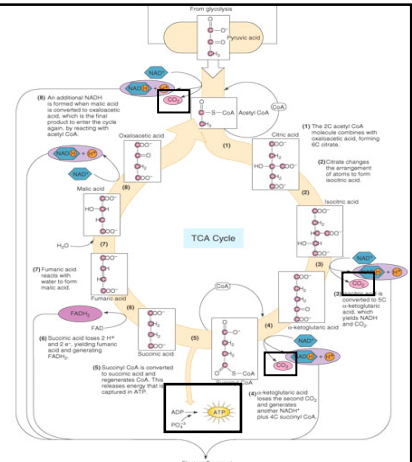 From glycolysis
Pyruvic acid
NAD⁺
NADH + H⁺
CO₂
CoA
S—CoA
Acetyl CoA
(8) An additional NADH
is formed when malic acid
is converted to oxaloacetic
acid, which is the final
product to enter the cycle
again, by reacting with
acetyl CoA.
(1) The 2C acetyl CoA
molecule combines with
oxaloacetic acid, forming
6C citrate.
Oxaloacetic acid
(1)
Citric acid
NADH + H⁺
NAD⁺
(2)
(2) Citrate changes
the arrangement
of atoms to form
isocitric acid.
(8)
Malic acid
Isocitric acid
TCA Cycle
H₂O
(7)
(3)
NAD⁺
NADH + H⁺
CO₂
(7) Fumaric acid
reacts with
water to form
malic acid.
is converted to 5C
α-ketoglutaric
acid, which
yields NADH
and CO₂.
Fumaric acid
CoA
FADH₂
FAD
(6)
(5)
(4)
α-ketoglutaric acid
NAD⁺
NADH + H⁺
CO₂
(6) Succinic acid loses 2 H⁺
and 2 e⁻, yielding fumaric
acid and generating
FADH₂.
Succinic acid
S—CoA
(5) Succinyl CoA is converted
to succinic acid and
regenerates CoA. This
releases energy that is
captured in ATP.
ADP
ATP
PO₄⁻³
(4) α-ketoglutaric acid
loses the second CO₂
and generates
another NADH⁺
plus 4C succinyl CoA.